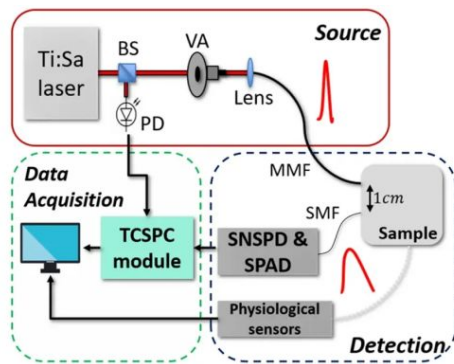 Source
Ti:Sa
laser
BS
VA
Lens
PD
MMF
Data
Acquisition
TCSPC
module
SNSPD &
SPAD
SMF
1cm
Sample
Physiological
sensors
Detection